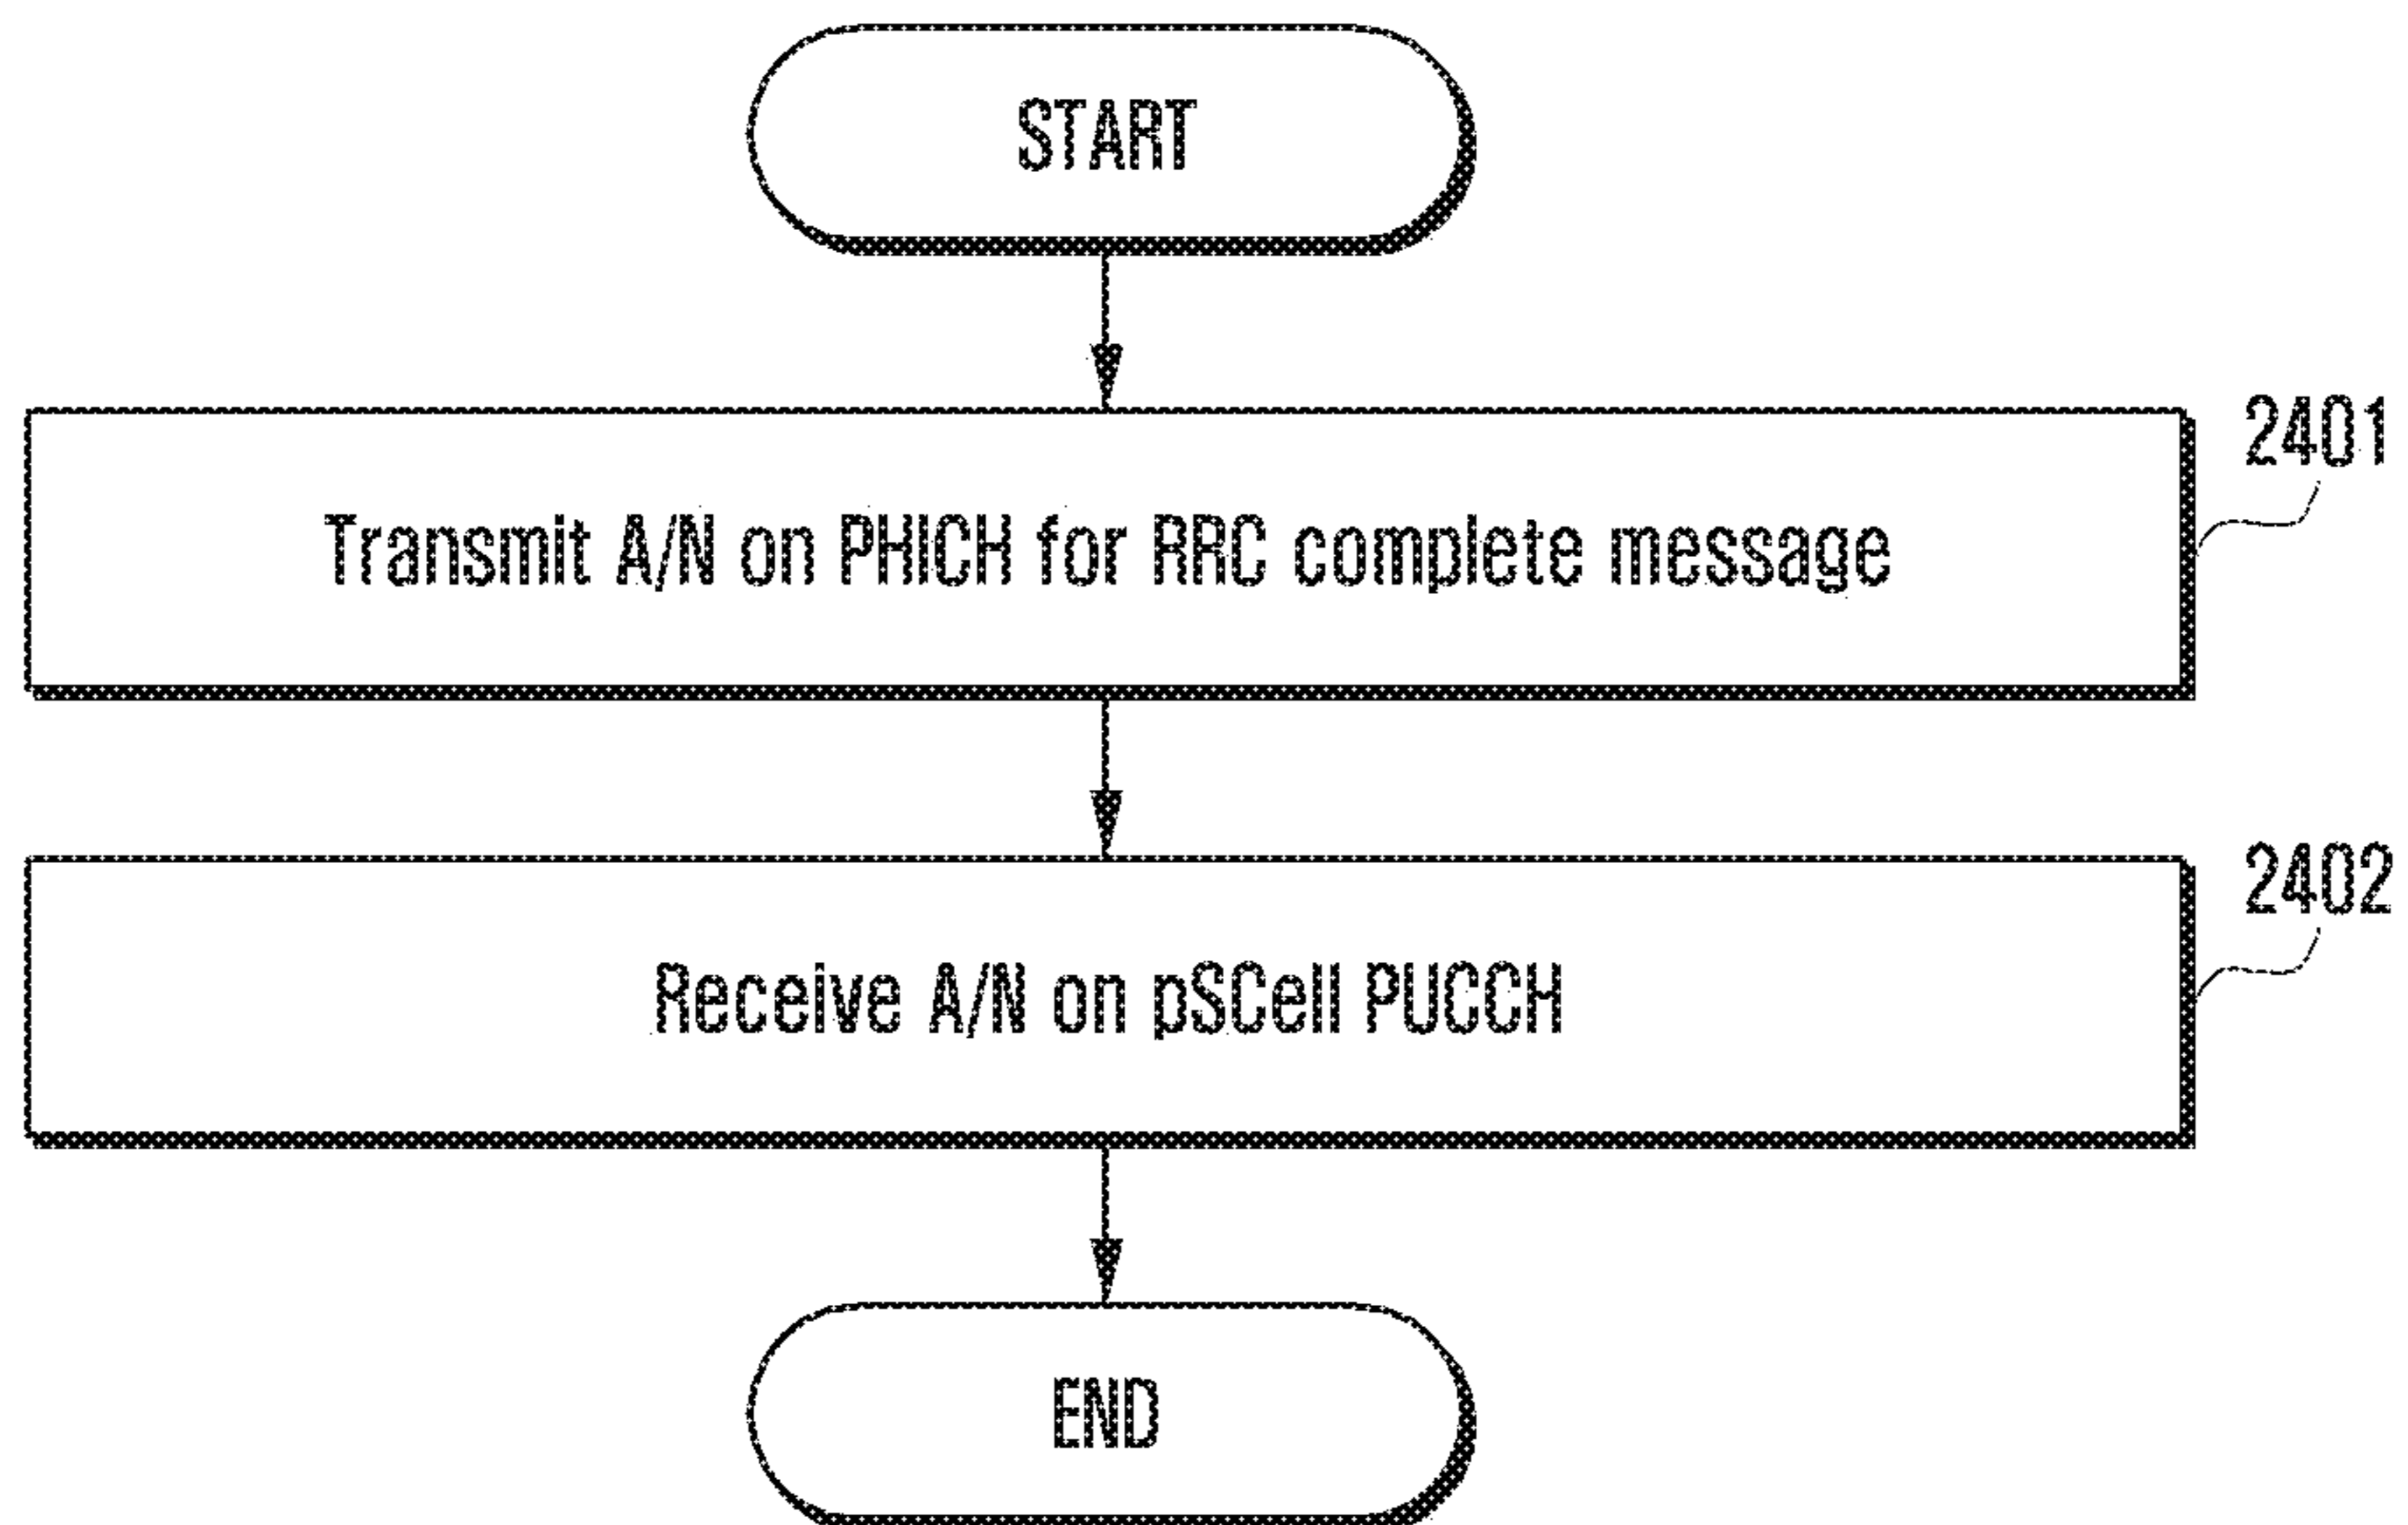 START
2401
Transmit A/N on PHICH for RRC complete message
2402
Receive A/N on pSCell PUCCH
END